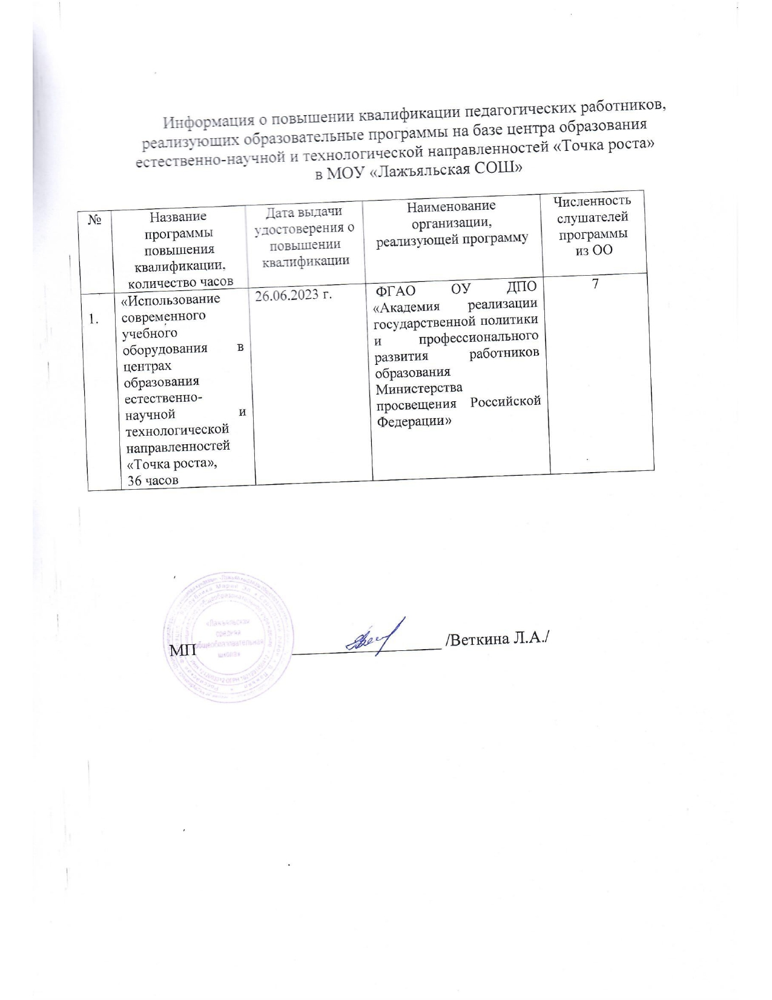 Информация о повышении квалификации педагогических работников,
реализующих образовательные программы на базе центра образования
естественно-научной и технологической направленностей «Точка роста»
в МОУ «Лажъяльская СОШ»
№
Название
программы
повышения
квалификации,
количество часов
Дата выдачи
удостоверения о
повышении
квалификации
Наименование
организации,
реализующей программу
Численность
слушателей
программы
из ОО
1.
«Использование
современного
учебного
оборудования в
центрах
образования
естественно-
научной и
технологической
направленностей
«Точка роста»,
36 часов
26.06.2023 г.
ФГАО ОУ ДПО
«Академия реализации
государственной политики
и профессионального
развития работников
образования
Министерства
просвещения Российской
Федерации»
7
«Лажъяльская
средняя
общеобразовательная
школа»
МП
/Веткина Л.А./